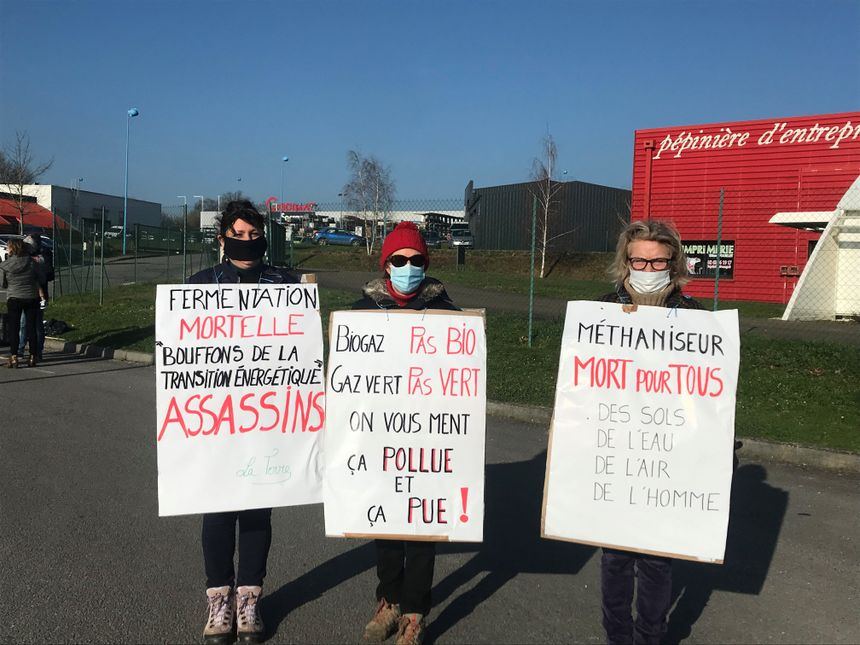 pépinière d'entrepr
FERMENTATION
MORTELLE
"BOUFFONS DE LA
TRANSITION ÉNERGÉTIQUE"
ASSASSINS
La Terre
BIOGAZ PAS BIO
GAZ VERT PAS VERT
ON VOUS MENT
ÇA POLLUE
ET
ÇA PUE !
MÉTHANISEUR
MORT POUR TOUS
. DES SOLS
DE L'EAU
DE L'AIR
DE L'HOMME